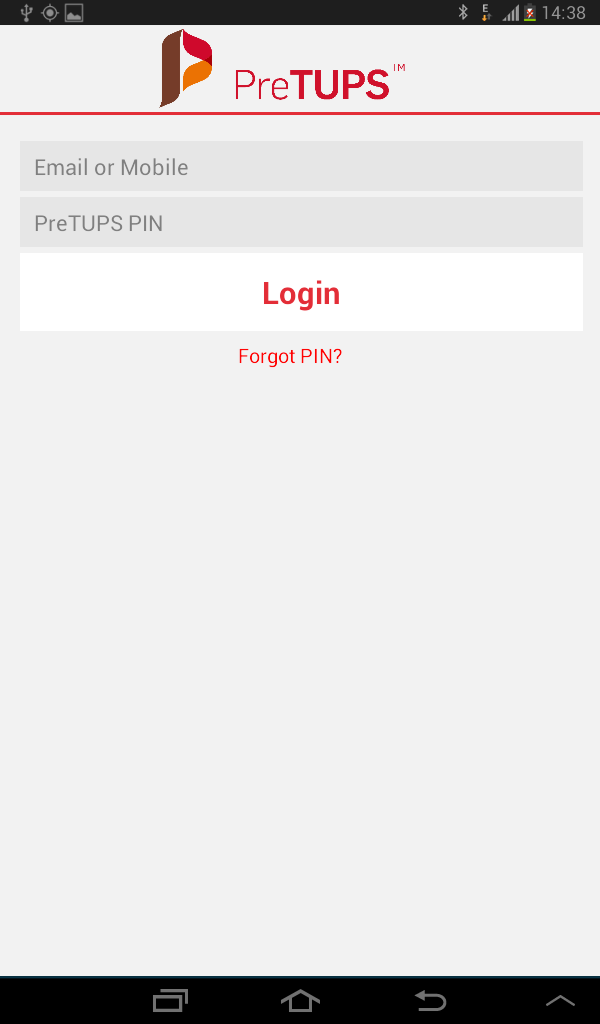 E 14:38
PreTUPS™
Email or Mobile
PreTUPS PIN
Login
Forgot PIN?